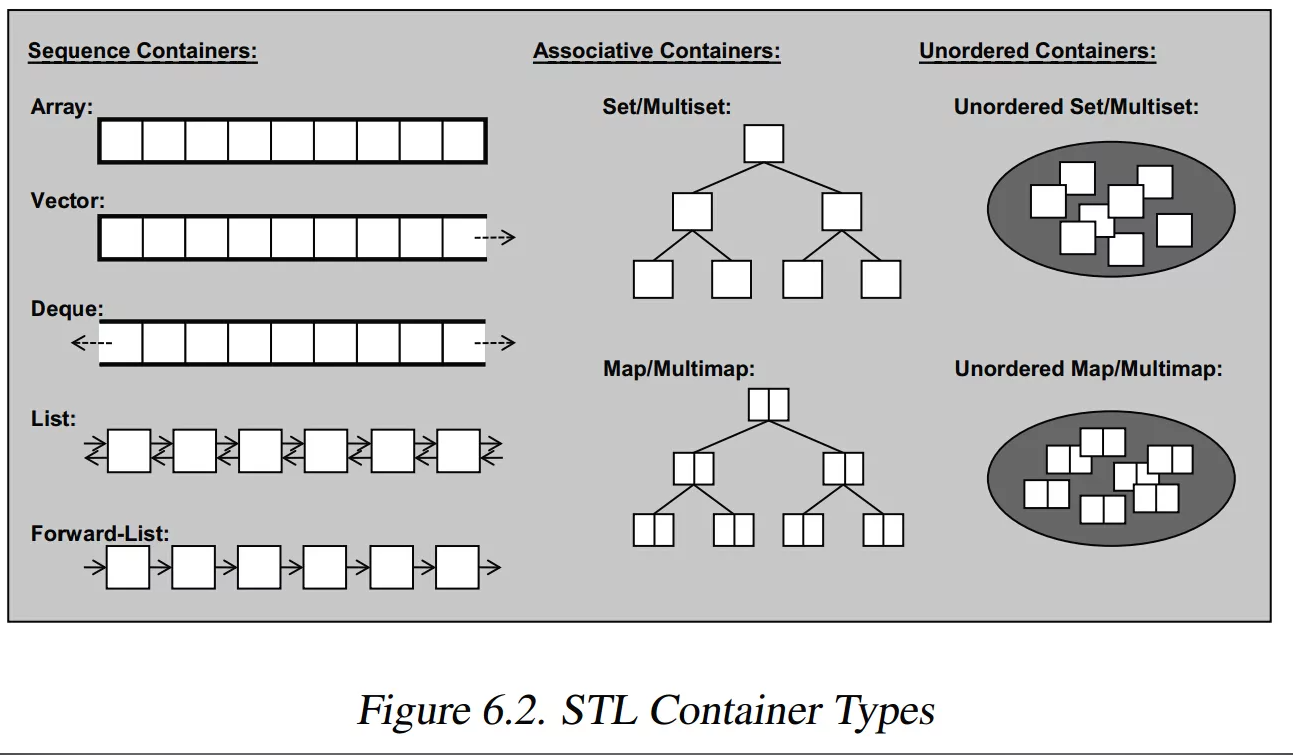 Sequence Containers:
Array:
Vector:
Deque:
List:
Forward-List:
Associative Containers:
Set/Multiset:
Map/Multimap:
Unordered Containers:
Unordered Set/Multiset:
Unordered Map/Multimap:
Figure 6.2. STL Container Types